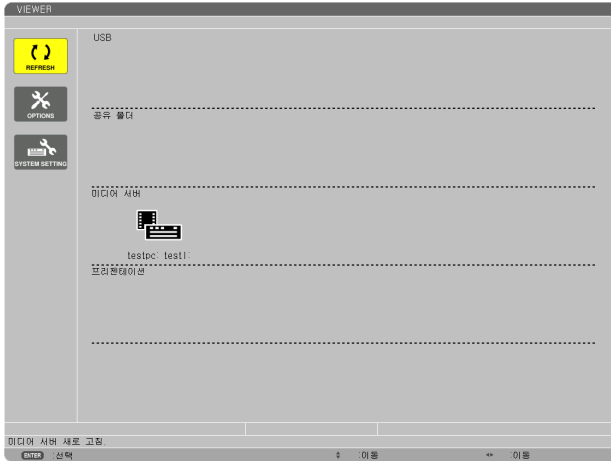 VIEWER
USB
REFRESH
OPTIONS
공유 폴더
SYSTEM SETTING
미디어 서버
testpc: test1:
프리젠테이션
미디어 서버 새로 고침.
ENTER :선택 :이동 :이동